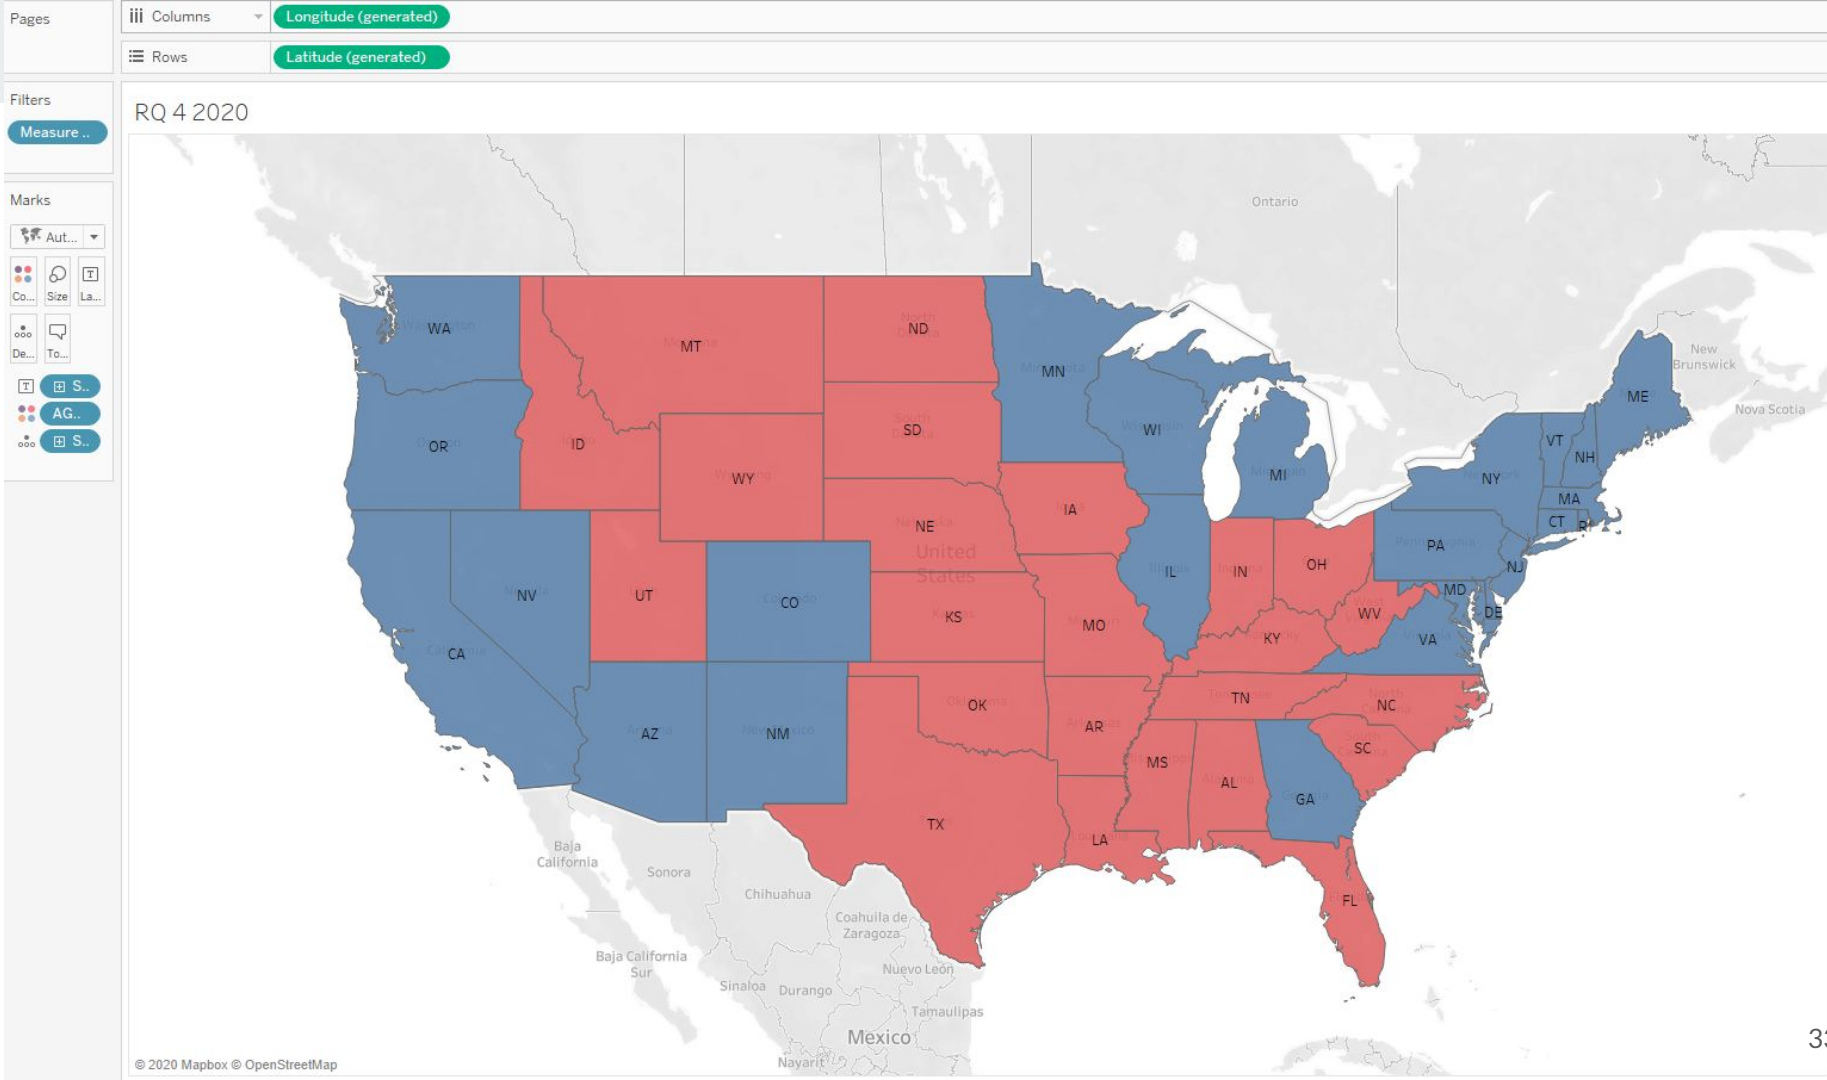 Pages
Columns
Longitude (generated)
Rows
Latitude (generated)
Filters
Measure ..
Marks
Aut...
Co...
Size
La...
De...
To...
S..
AG..
S..
RQ 4 2020
Ontario
New
Brunswick
Nova Scotia
WA
MT
ND
North
MN
ME
OR
ID
WY
SD
South
WI
MI
NY
VT
NH
MA
CT
RI
IA
NE
United
States
PA
NJ
NV
UT
CO
KS
MO
IL
IN
OH
WV
MD
DE
VA
KY
CA
AZ
NM
OK
AR
TN
NC
North
SC
South
MS
AL
GA
TX
LA
FL
Baja
California
Sonora
Chihuahua
Coahuila de
Zaragoza
Baja California
Sur
Nuevo León
Sinaloa
Durango
Tamaulipas
Mexico
Nayarit
33
© 2020 Mapbox © OpenStreetMap